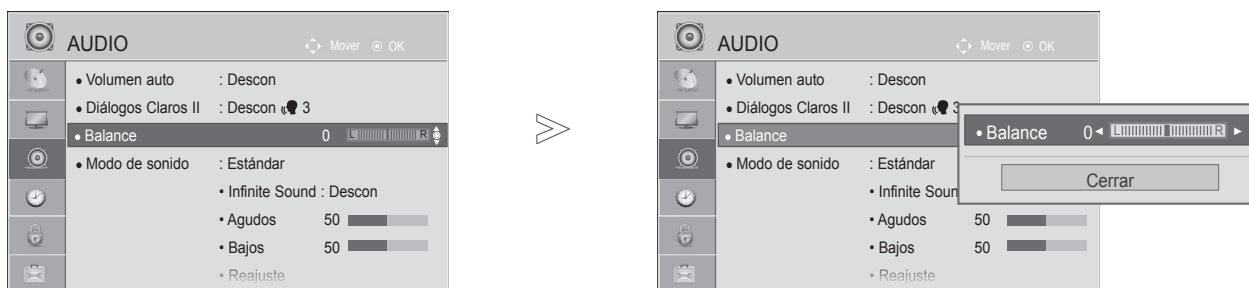 AUDIO
Mover OK
Volumen auto : Descon
Diálogos Claros II : Descon 3
Balance 0 L R
Modo de sonido : Estándar
• Infinite Sound : Descon
• Agudos 50
• Bajos 50
• Reajuste
AUDIO
Mover OK
Volumen auto : Descon
Diálogos Claros II : Descon 3
Balance
Modo de sonido : Estándar
• Infinite Soun
• Agudos 50
• Bajos 50
• Reajuste
• Balance 0 L R
Cerrar